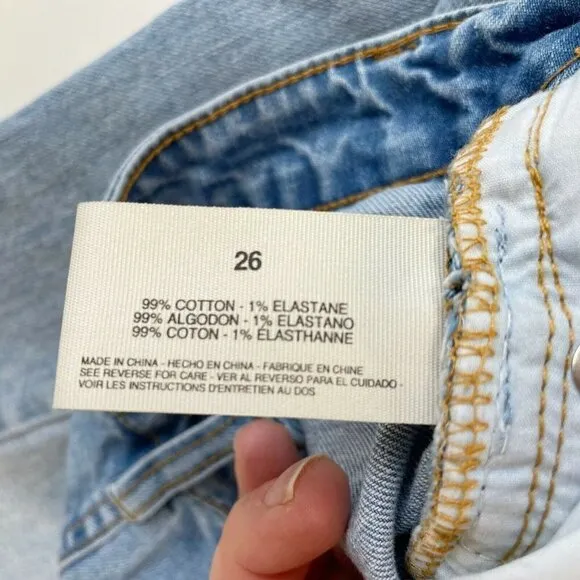 26
99% COTTON - 1% ELASTANE
99% ALGODON - 1% ELASTANO
99% COTON - 1% ÉLASTHANNE
MADE IN CHINA - HECHO EN CHINA - FABRIQUE EN CHINE
SEE REVERSE FOR CARE - VER AL REVERSO PARA EL CUIDADO -
VOIR LES INSTRUCTIONS D'ENTRETIEN AU DOS